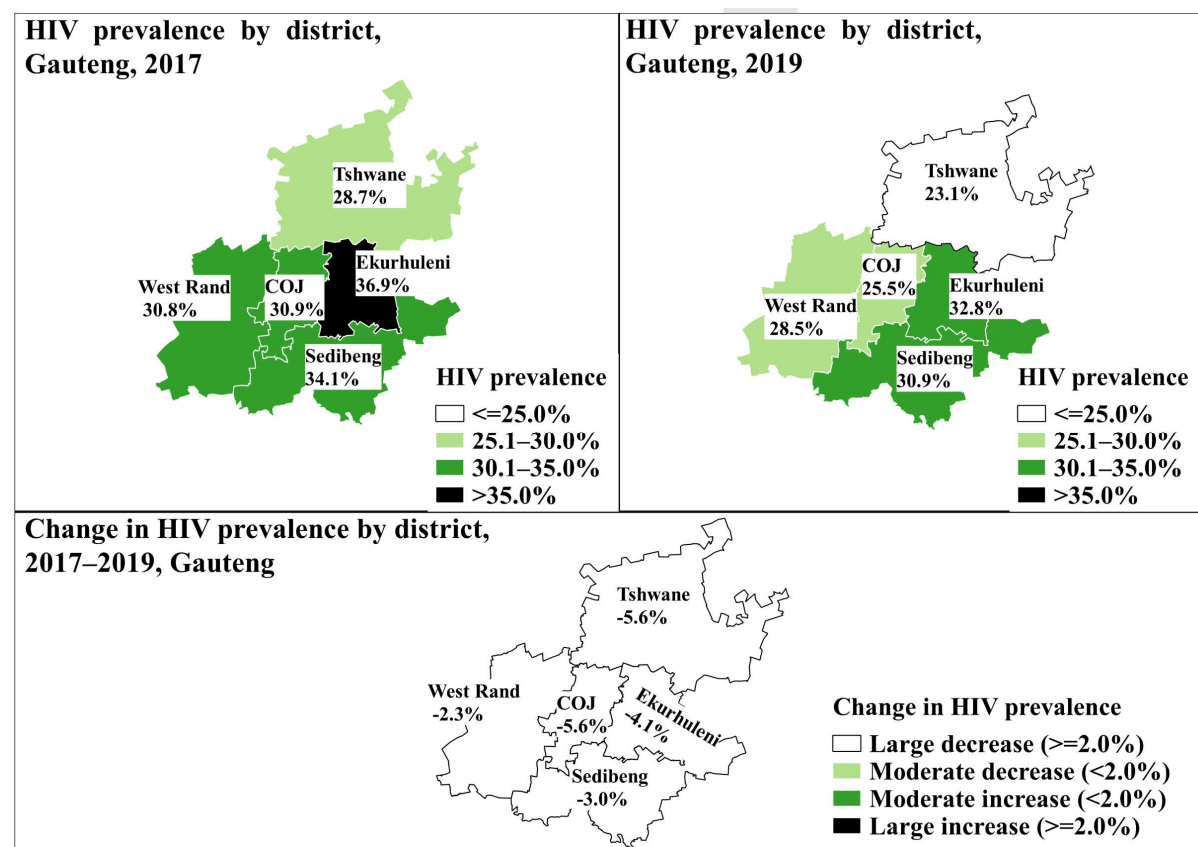 HIV prevalence by district,
Gauteng, 2017
Tshwane
28.7%
Ekurhuleni
36.9%
West Rand
30.8%
COJ
30.9%
Sedibeng
34.1%
HIV prevalence
<=25.0%
25.1–30.0%
30.1–35.0%
>35.0%
HIV prevalence by district,
Gauteng, 2019
Tshwane
23.1%
COJ
25.5%
Ekurhuleni
32.8%
West Rand
28.5%
Sedibeng
30.9%
HIV prevalence
<=25.0%
25.1–30.0%
30.1–35.0%
>35.0%
Change in HIV prevalence by district,
2017–2019, Gauteng
Tshwane
-5.6%
West Rand
-2.3%
COJ
-5.6%
Ekurhuleni
-4.1%
Sedibeng
-3.0%
Change in HIV prevalence
Large decrease (>=2.0%)
Moderate decrease (<2.0%)
Moderate increase (<2.0%)
Large increase (>=2.0%)